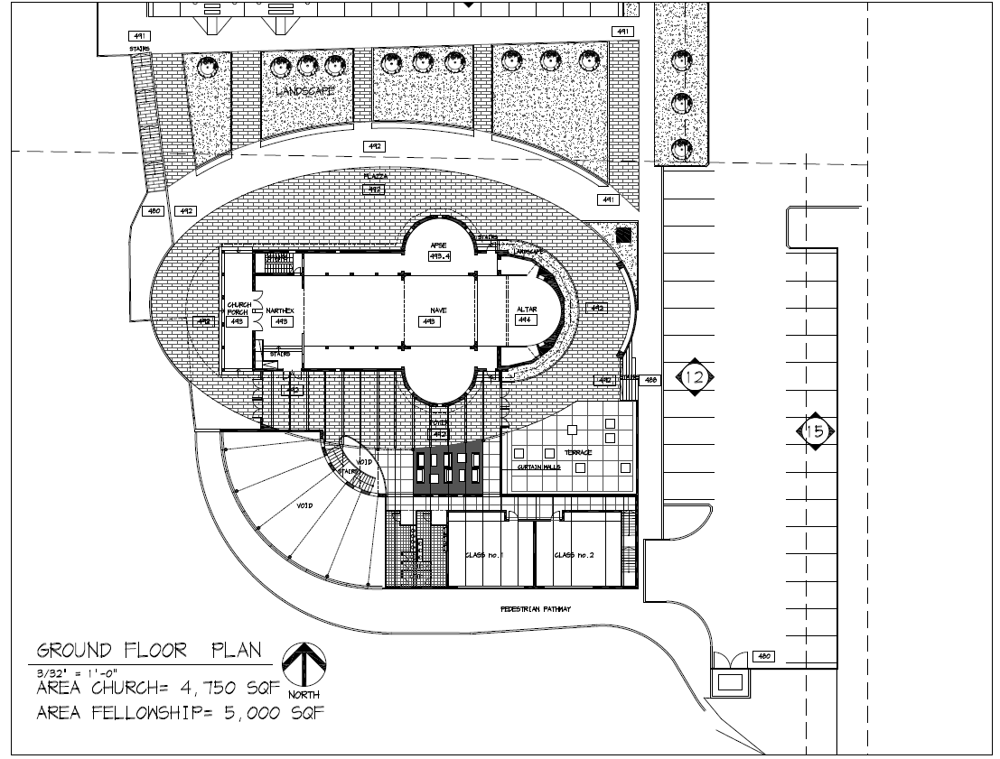 491
491
STAIRS
LANDSCAPE
492
PLAZZA
492
491
480
492
STAIRS
APSE
493.4
LANDSCAPE
CHURCH
PORCH
493
492
NARTHEX
493
NAVE
493
ALTAR
494
492
STAIRS
492
492
STAIRS
488
12
492
15
TERRACE
CURTAIN WALLS
VOID
STAIRS
VOID
CLASS no.1
CLASS no.2
PEDESTRIAN PATHWAY
480
GROUND FLOOR PLAN
3/32" = 1'-0"
AREA CHURCH= 4,750 SQF
NORTH
AREA FELLOWSHIP= 5,000 SQF